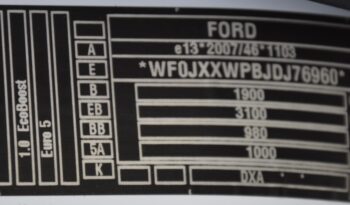 FORD
A e13*2007/46*1103
E *WF0JXXWPBJDJ76960*
B 1900
EB 3100
BB 980
5A 1000
K DXA
1.0 EcoBoost
Euro 5